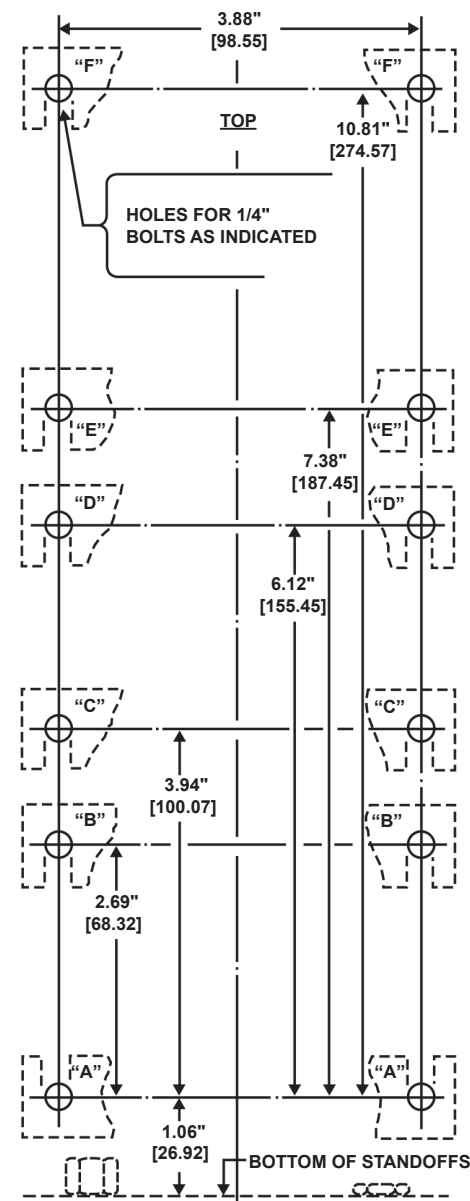 3.88"
[98.55]
“F”
“F”
TOP
10.81"
[274.57]
HOLES FOR 1/4"
BOLTS AS INDICATED
“E”
“E”
7.38"
[187.45]
“D”
“D”
6.12"
[155.45]
“C”
“C”
3.94"
[100.07]
“B”
“B”
2.69"
[68.32]
“A”
“A”
1.06"
[26.92]
BOTTOM OF STANDOFFS